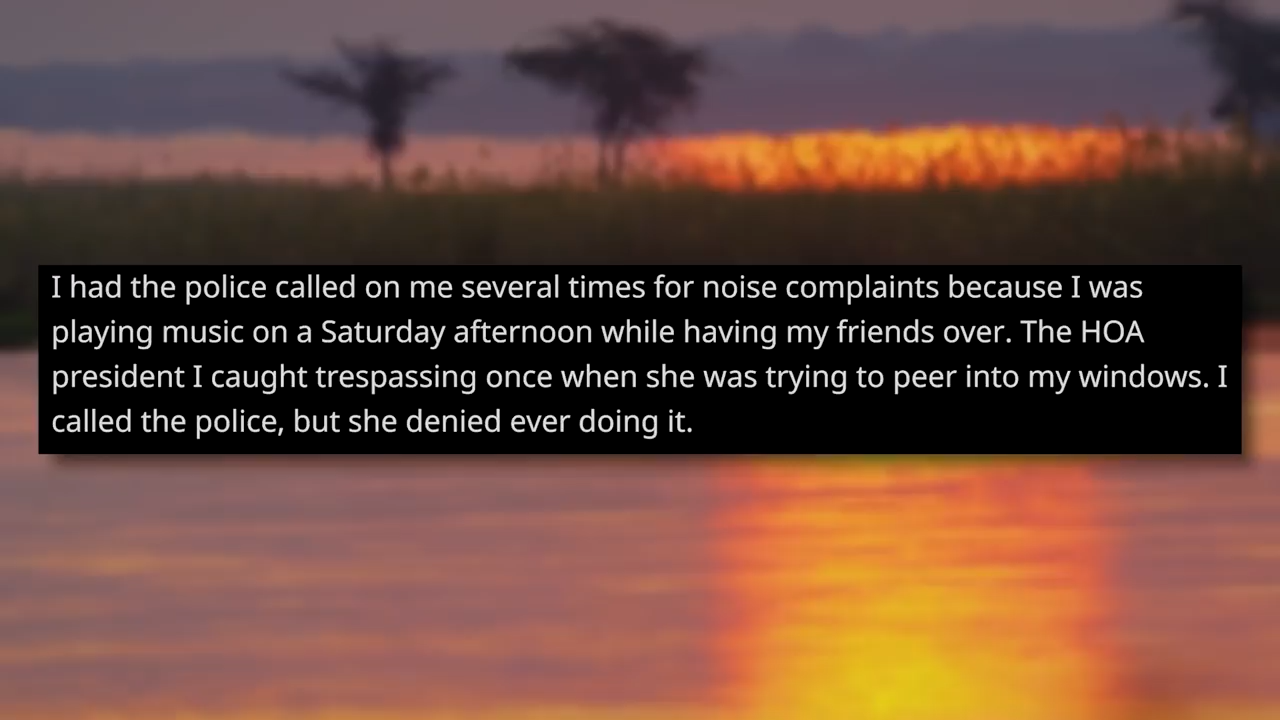 I had the police called on me several times for noise complaints because I was
playing music on a Saturday afternoon while having my friends over. The HOA
president I caught trespassing once when she was trying to peer into my windows. I
called the police, but she denied ever doing it.